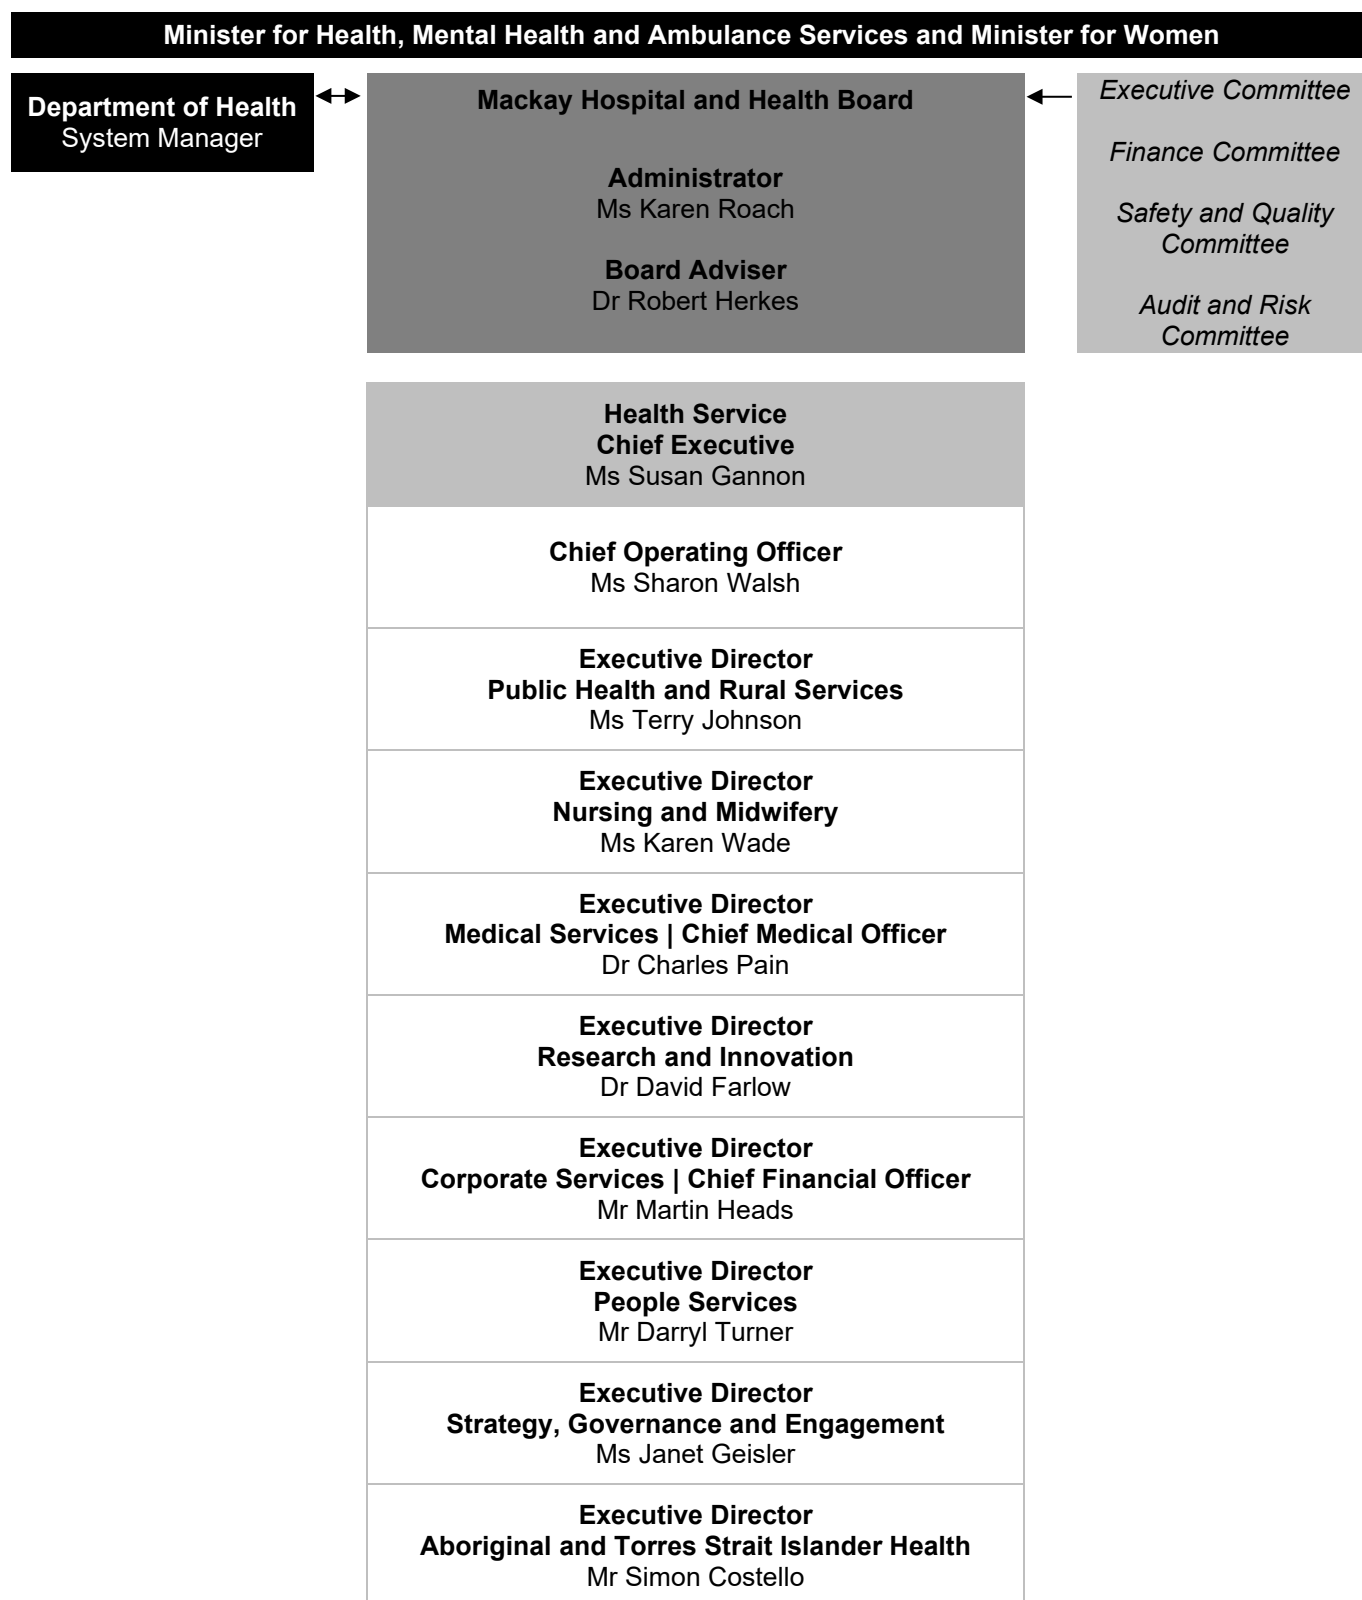 Minister for Health, Mental Health and Ambulance Services and Minister for Women
Department of Health
System Manager
Mackay Hospital and Health Board
Administrator
Ms Karen Roach
Board Adviser
Dr Robert Herkes
Executive Committee
Finance Committee
Safety and Quality
Committee
Audit and Risk
Committee
Health Service
Chief Executive
Ms Susan Gannon
Chief Operating Officer
Ms Sharon Walsh
Executive Director
Public Health and Rural Services
Ms Terry Johnson
Executive Director
Nursing and Midwifery
Ms Karen Wade
Executive Director
Medical Services | Chief Medical Officer
Dr Charles Pain
Executive Director
Research and Innovation
Dr David Farlow
Executive Director
Corporate Services | Chief Financial Officer
Mr Martin Heads
Executive Director
People Services
Mr Darryl Turner
Executive Director
Strategy, Governance and Engagement
Ms Janet Geisler
Executive Director
Aboriginal and Torres Strait Islander Health
Mr Simon Costello